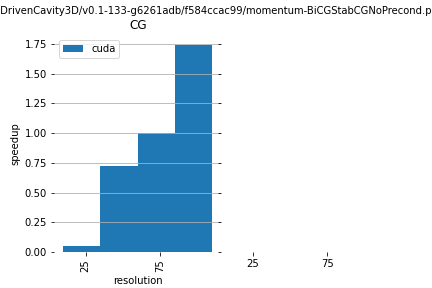 DrivenCavity3D/v0.1-133-g6261adb/f584ccac99/momentum-BiCGStabCGNoPrecond.p
CG
cuda
1.75
1.50
1.25
1.00
0.75
0.50
0.25
0.00
speedup
25
75
25
75
resolution